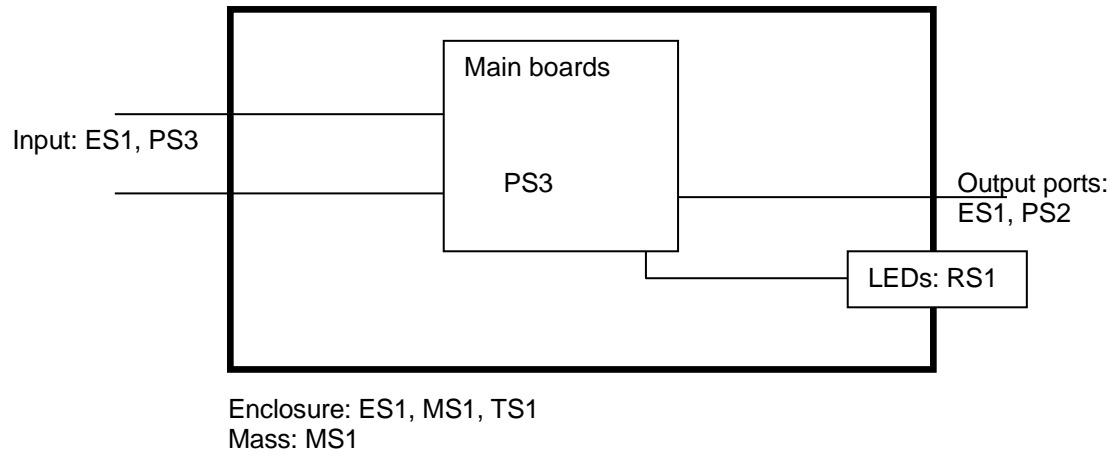 Main boards
Input: ES1, PS3
PS3
Output ports:
ES1, PS2
LEDs: RS1
Enclosure: ES1, MS1, TS1
Mass: MS1